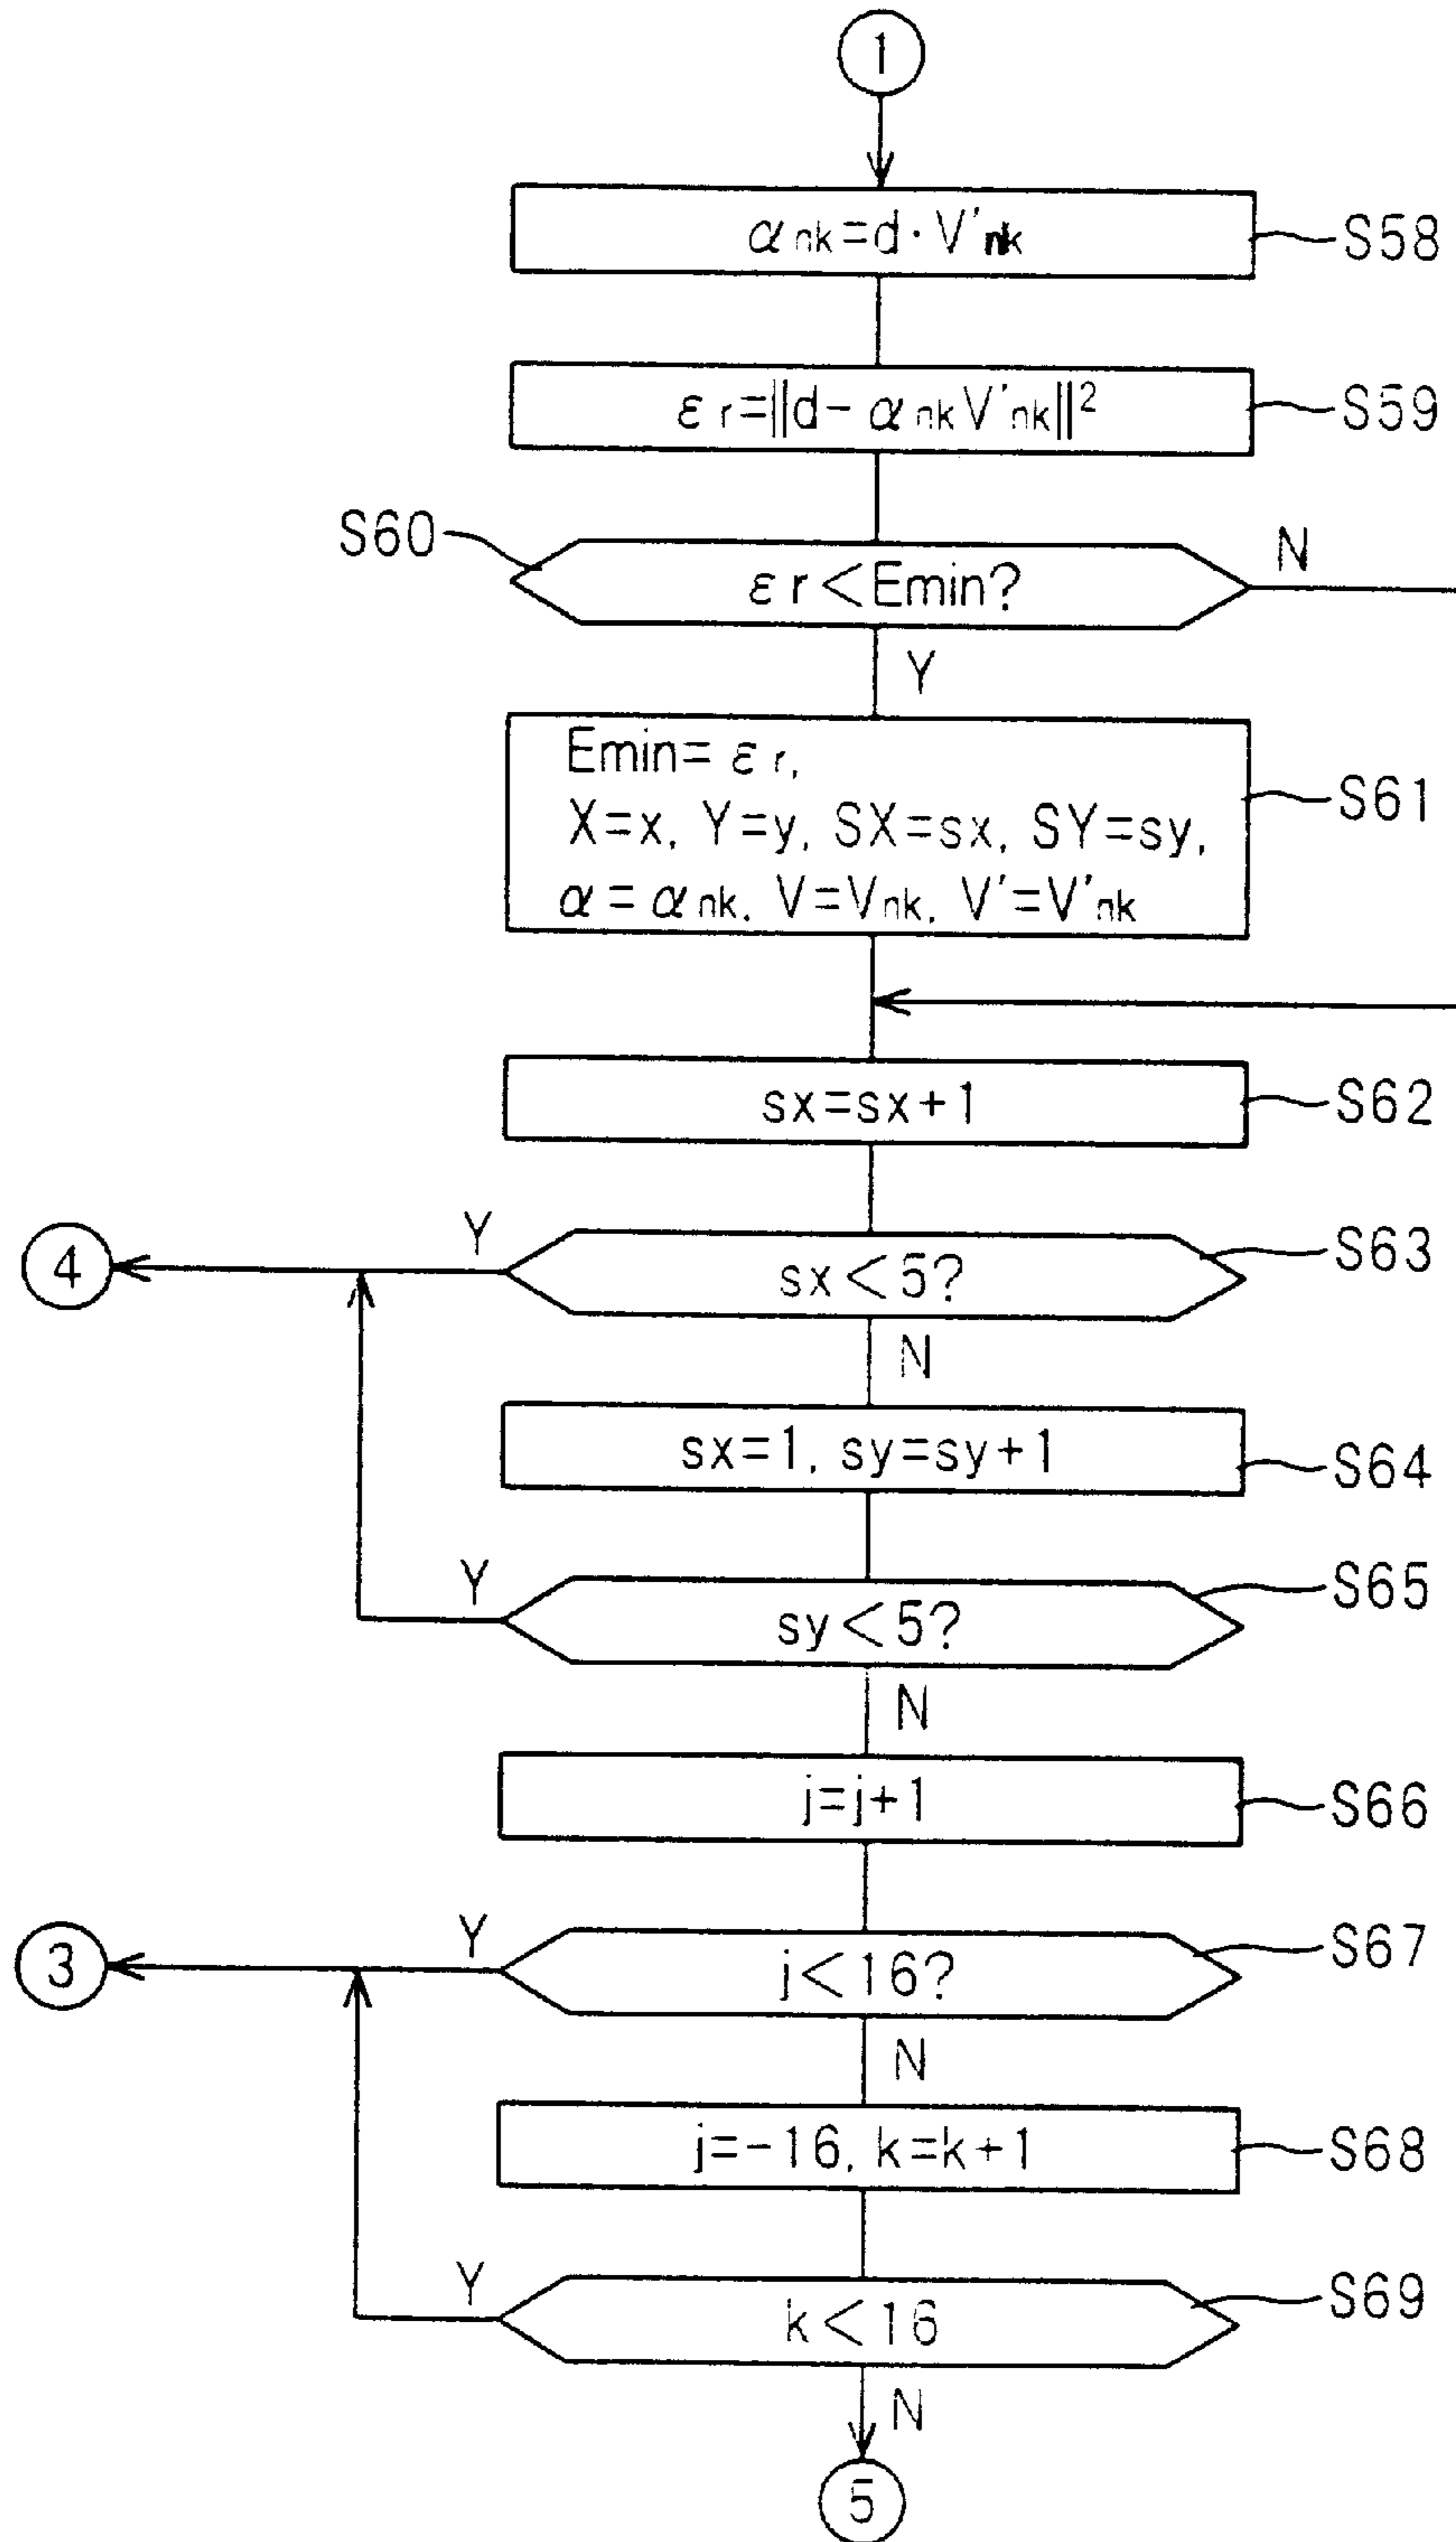 1
αnk=d·V'nk
S58
εr=||d-αnkV'nk||²
S59
S60
εr<Emin?
N
Y
Emin=εr,
X=x, Y=y, SX=sx, SY=sy,
α=αnk, V=Vnk, V'=V'nk
S61
sx=sx+1
S62
4
Y
sx<5?
S63
N
sx=1, sy=sy+1
S64
Y
sy<5?
S65
N
j=j+1
S66
3
Y
j<16?
S67
N
j=-16, k=k+1
S68
Y
k<16
S69
N
5